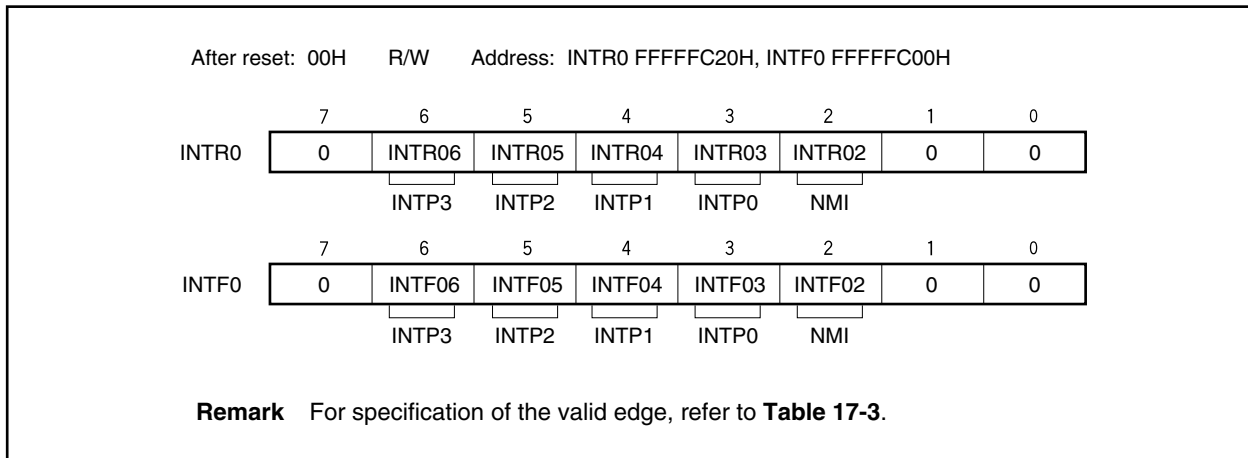 After reset: 00H R/W Address: INTR0 FFFFFC20H, INTF0 FFFFFC00H
7 6 5 4 3 2 1 0
INTR0 0 INTR06 INTR05 INTR04 INTR03 INTR02 0 0
INTP3 INTP2 INTP1 INTP0 NMI
7 6 5 4 3 2 1 0
INTF0 0 INTF06 INTF05 INTF04 INTF03 INTF02 0 0
INTP3 INTP2 INTP1 INTP0 NMI
Remark For specification of the valid edge, refer to Table 17-3.